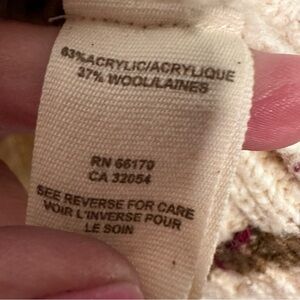 63%ACRYLIC/ACRYLIQUE
37% WOOL/LAINES
RN 66170
CA 32054
SEE REVERSE FOR CARE
VOIR L'INVERSE POUR
LE SOIN